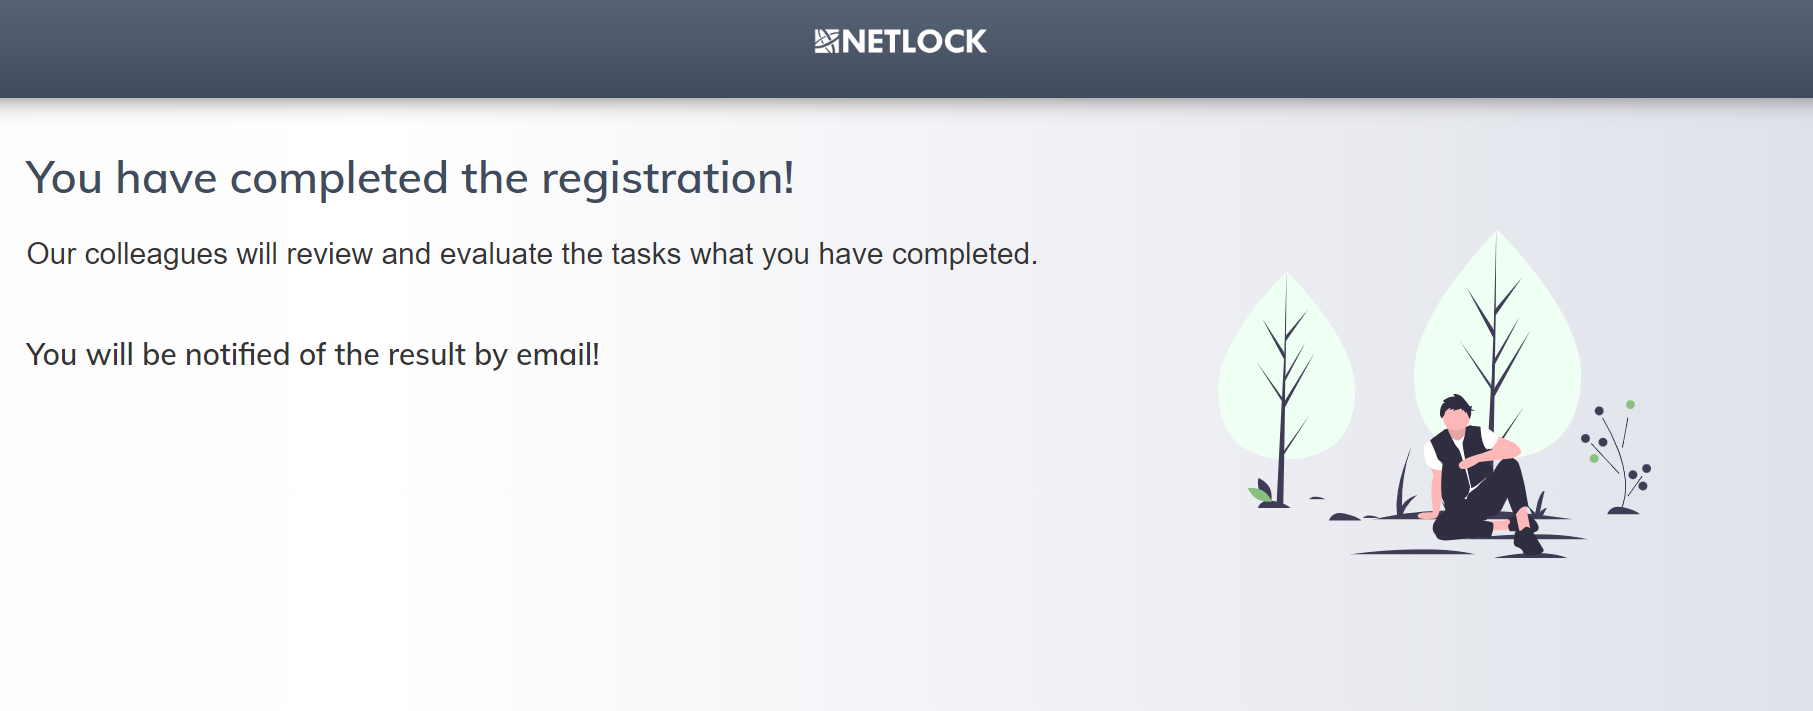 NETLOCK
You have completed the registration!
Our colleagues will review and evaluate the tasks what you have completed.
You will be notified of the result by email!